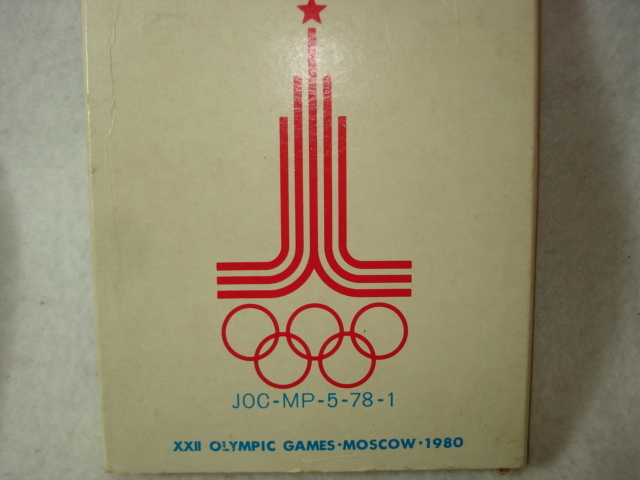 JOC-MP-5-78-1
XXII OLYMPIC GAMES·MOSCOW·1980